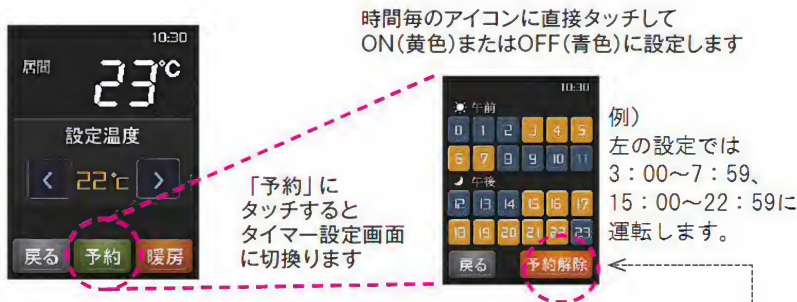 時間毎のアイコンに直接タッチして
ON(黄色)またはOFF(青色)に設定します
10:30
居間
23℃
設定温度
< 22℃ >
戻る 予約 暖房
「予約」に
タッチすると
タイマー設定画面
に切換ります
10:30
午前
0 1 2 3 4 5
6 7 8 9 10 11
午後
12 13 14 15 16 17
18 19 20 21 22 23
戻る 予約解除
例)
左の設定では
3:00〜7:59、
15:00〜22:59に
運転します。